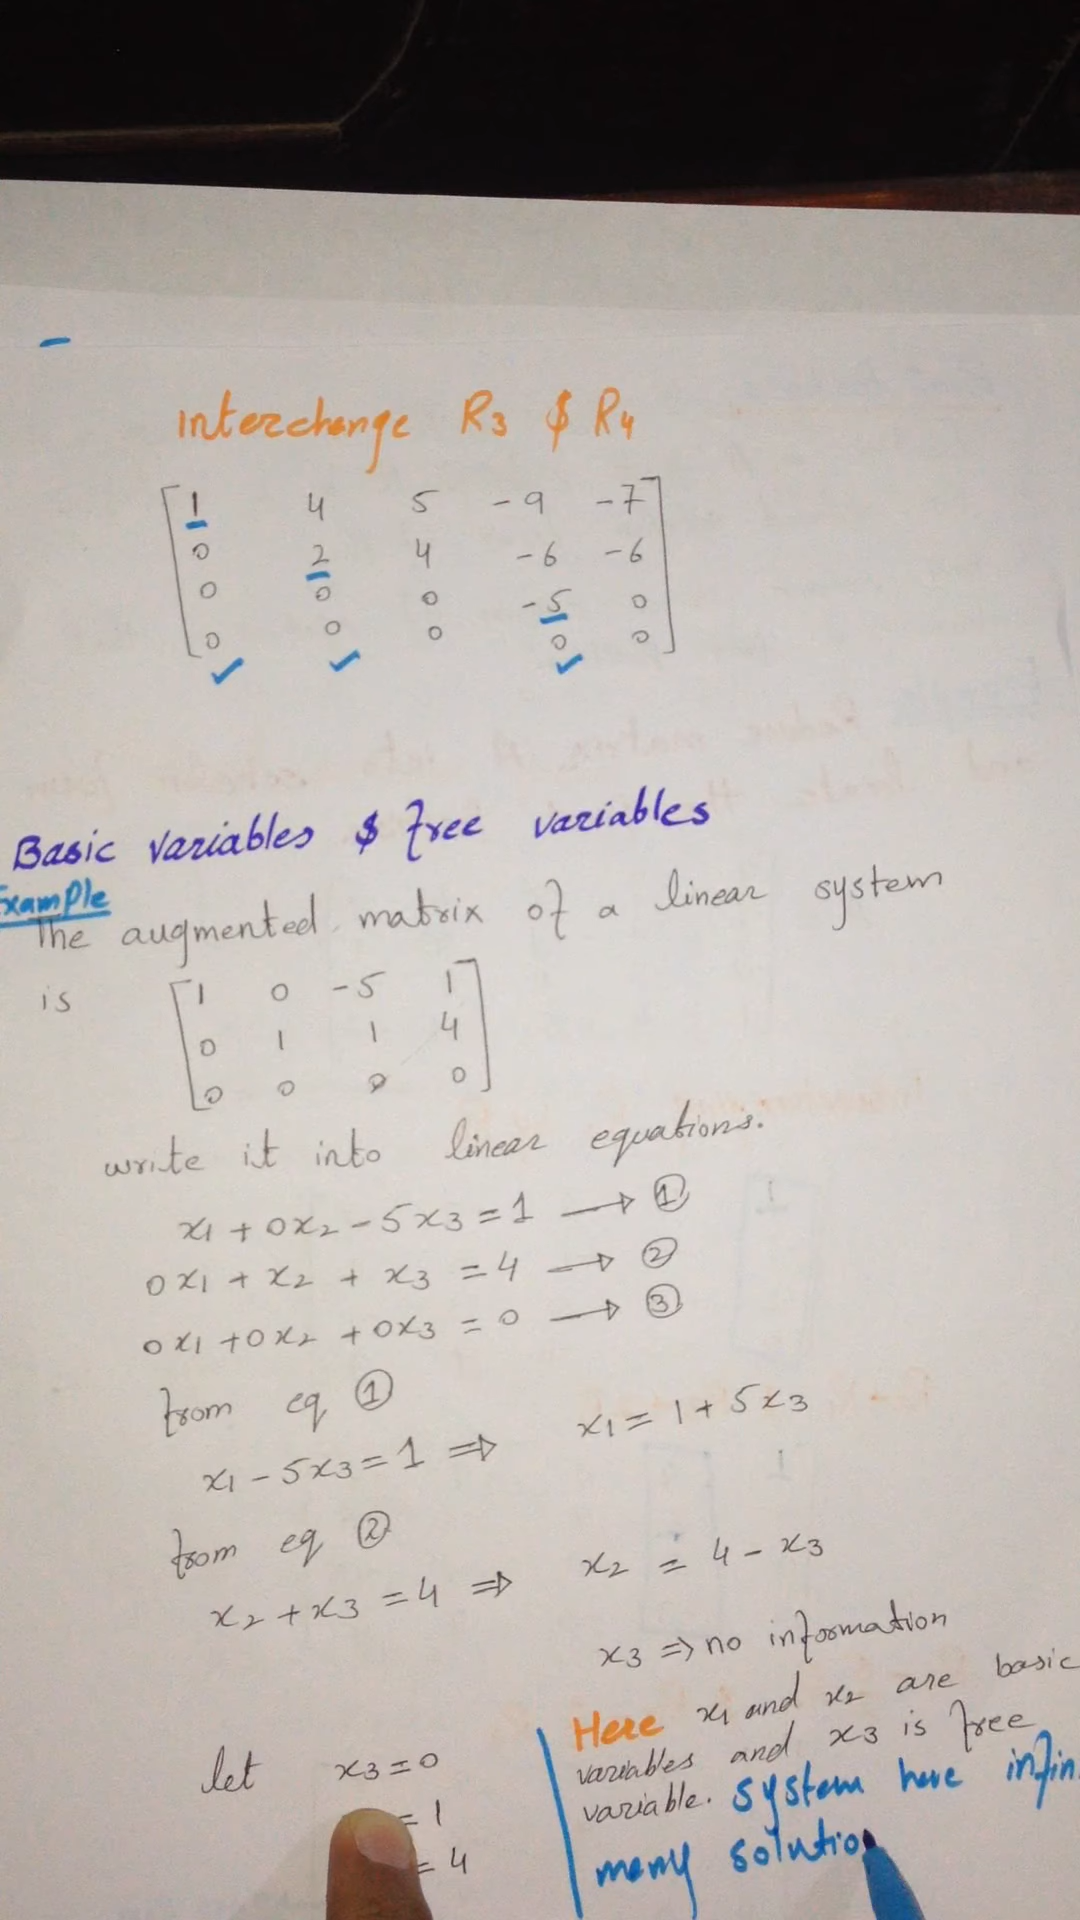 Interchange R3 $ R4
1 4 5 -9 -7
0 2 4 -6 -6
0 0 0 -5 0
0 0 0 0 0
Basic variables $ free variables
Example
The augmented matrix of a linear system
is
1 0 -5 1
0 1 1 4
0 0 0 0
write it into linear equations.
x1 + 0x2 - 5x3 = 1 → ①
0x1 + x2 + x3 = 4 → ②
0x1 + 0x2 + 0x3 = 0 → ③
from eq ①
x1 - 5x3 = 1 ⇒ x1 = 1 + 5x3
from eq ②
x2 + x3 = 4 ⇒ x2 = 4 - x3
x3 ⇒ no information
Here x1 and x2 are basic
variables and x3 is free
variable. system have infin
many solutio
let x3 = 0
= 1
= 4